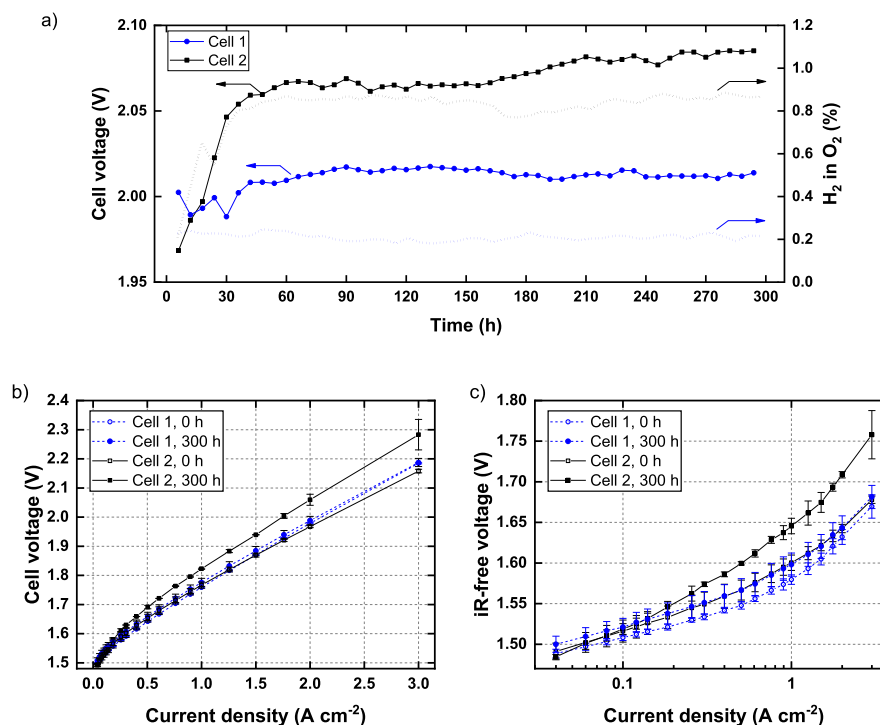 a)
2.10
2.05
2.00
1.95
Cell voltage (V)
Cell 1
Cell 2
1.2
1.0
0.8
0.6
0.4
0.2
0.0
H2 in O2 (%)
0 30 60 90 120 150 180 210 240 270 300
Time (h)
b)
2.4
2.3
2.2
2.1
2.0
1.9
1.8
1.7
1.6
1.5
Cell voltage (V)
Cell 1, 0 h
Cell 1, 300 h
Cell 2, 0 h
Cell 2, 300 h
0.0 0.5 1.0 1.5 2.0 2.5 3.0
Current density (A cm-2)
c)
1.80
1.75
1.70
1.65
1.60
1.55
1.50
iR-free voltage (V)
Cell 1, 0 h
Cell 1, 300 h
Cell 2, 0 h
Cell 2, 300 h
0.1 1
Current density (A cm-2)